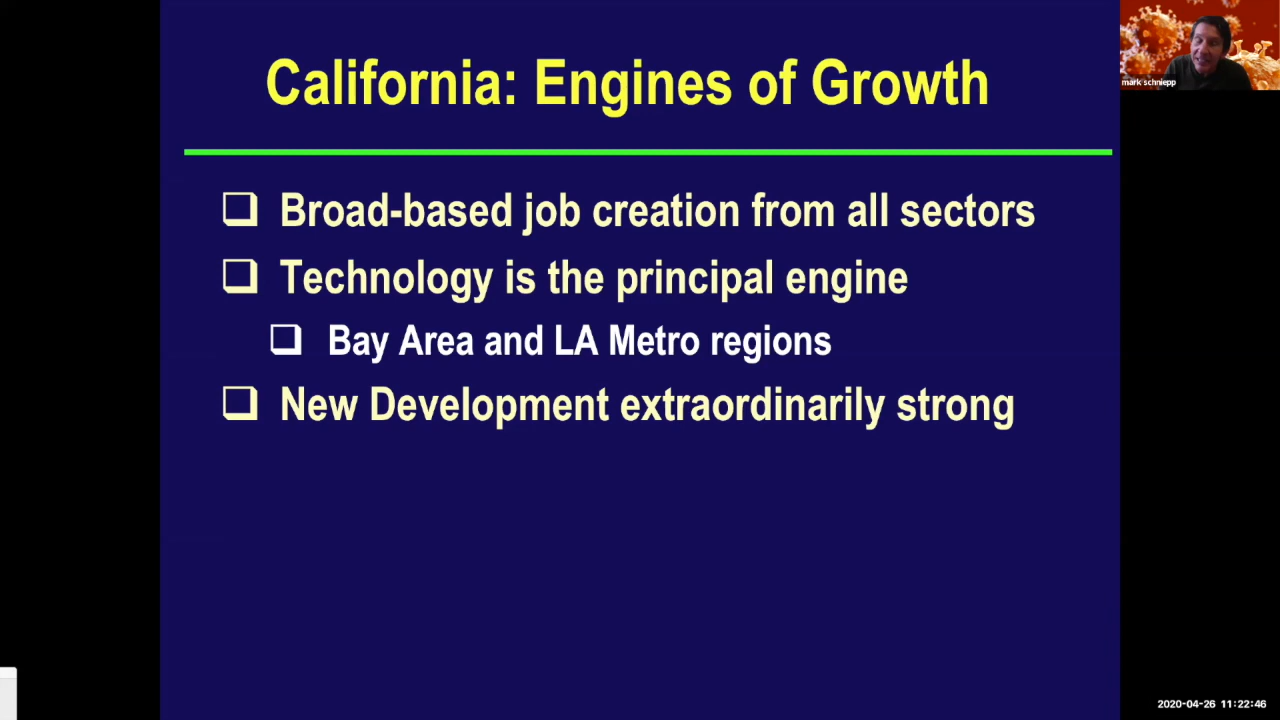 California: Engines of Growth
mark schniepp
Broad-based job creation from all sectors
Technology is the principal engine
Bay Area and LA Metro regions
New Development extraordinarily strong
2020-04-26 11:22:46